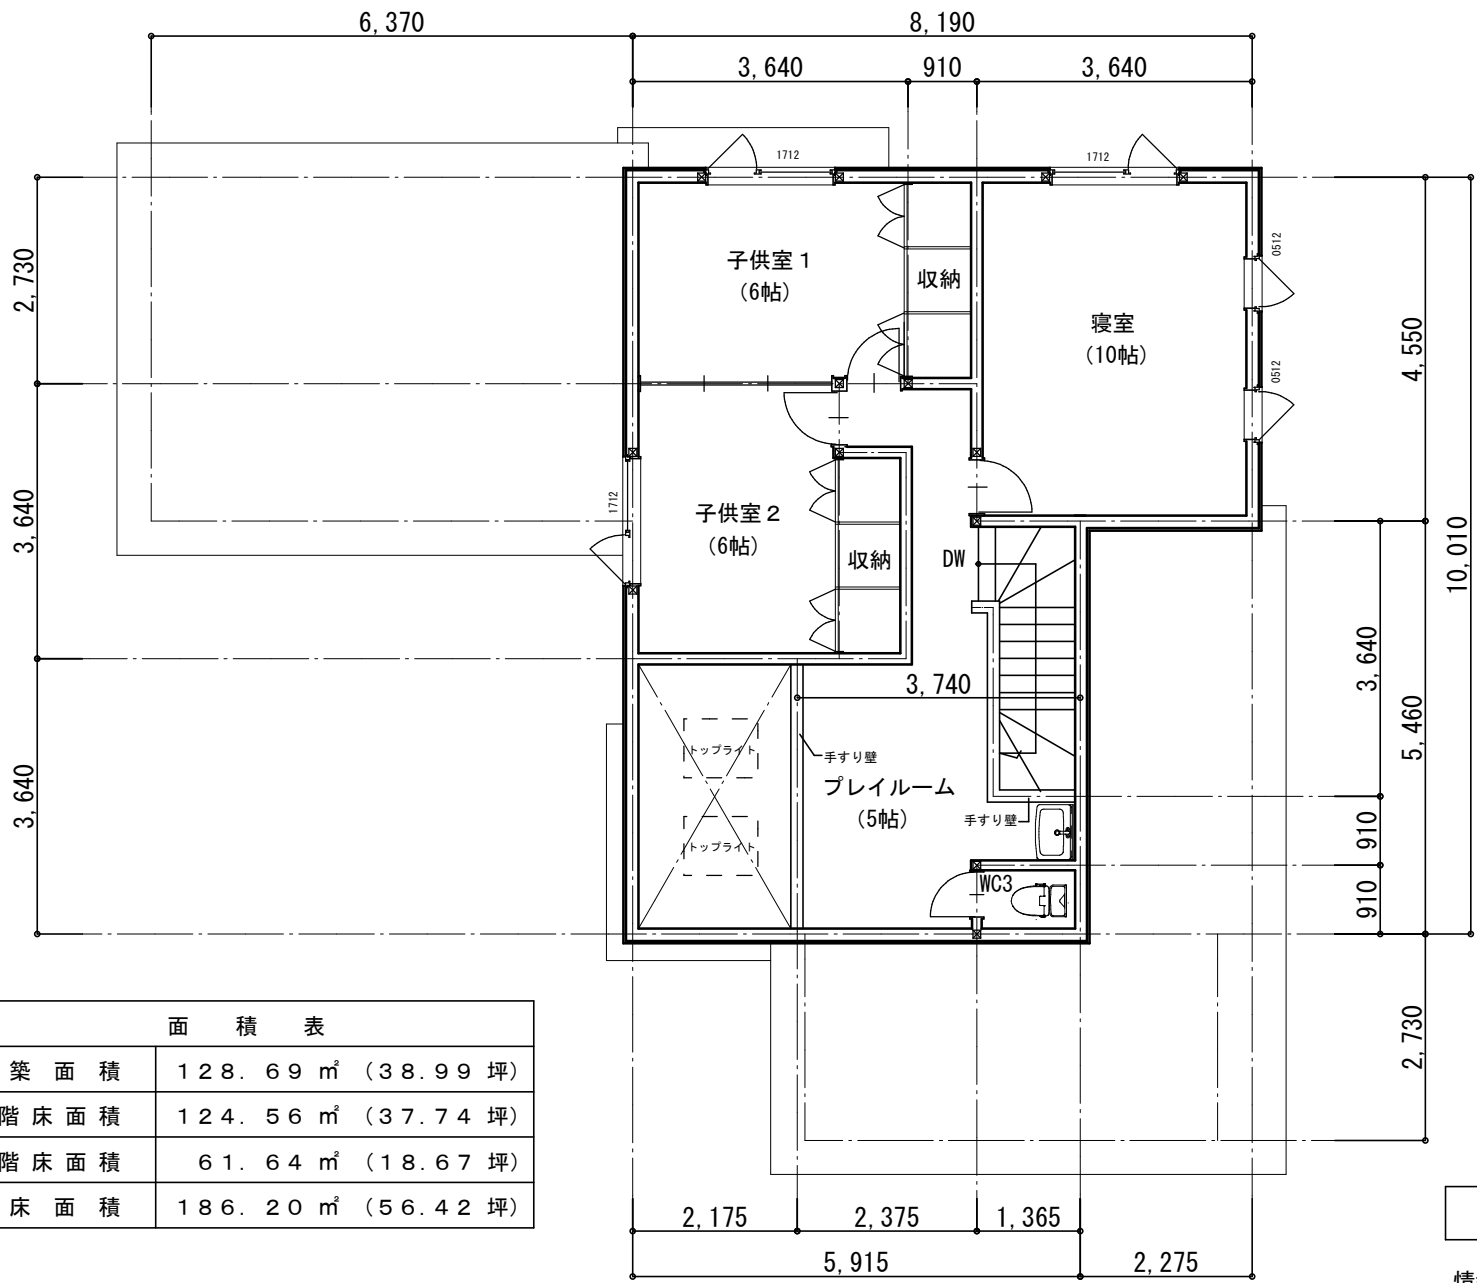 6,370
8,190
3,640
910
3,640
1712
1712
2,730
3,640
3,640
子供室1
(6帖)
収納
寝室
(10帖)
0512
0512
4,550
10,010
1712
子供室2
(6帖)
収納
DW
3,740
3,640
5,460
トップライト
手すり壁
プレイルーム
(5帖)
手すり壁
トップライト
910
WC3
910
2,730
面積表
築面積 128.69㎡(38.99坪)
階床面積 124.56㎡(37.74坪)
階床面積 61.64㎡(18.67坪)
床面積 186.20㎡(56.42坪)
2,175
2,375
1,365
5,915
2,275